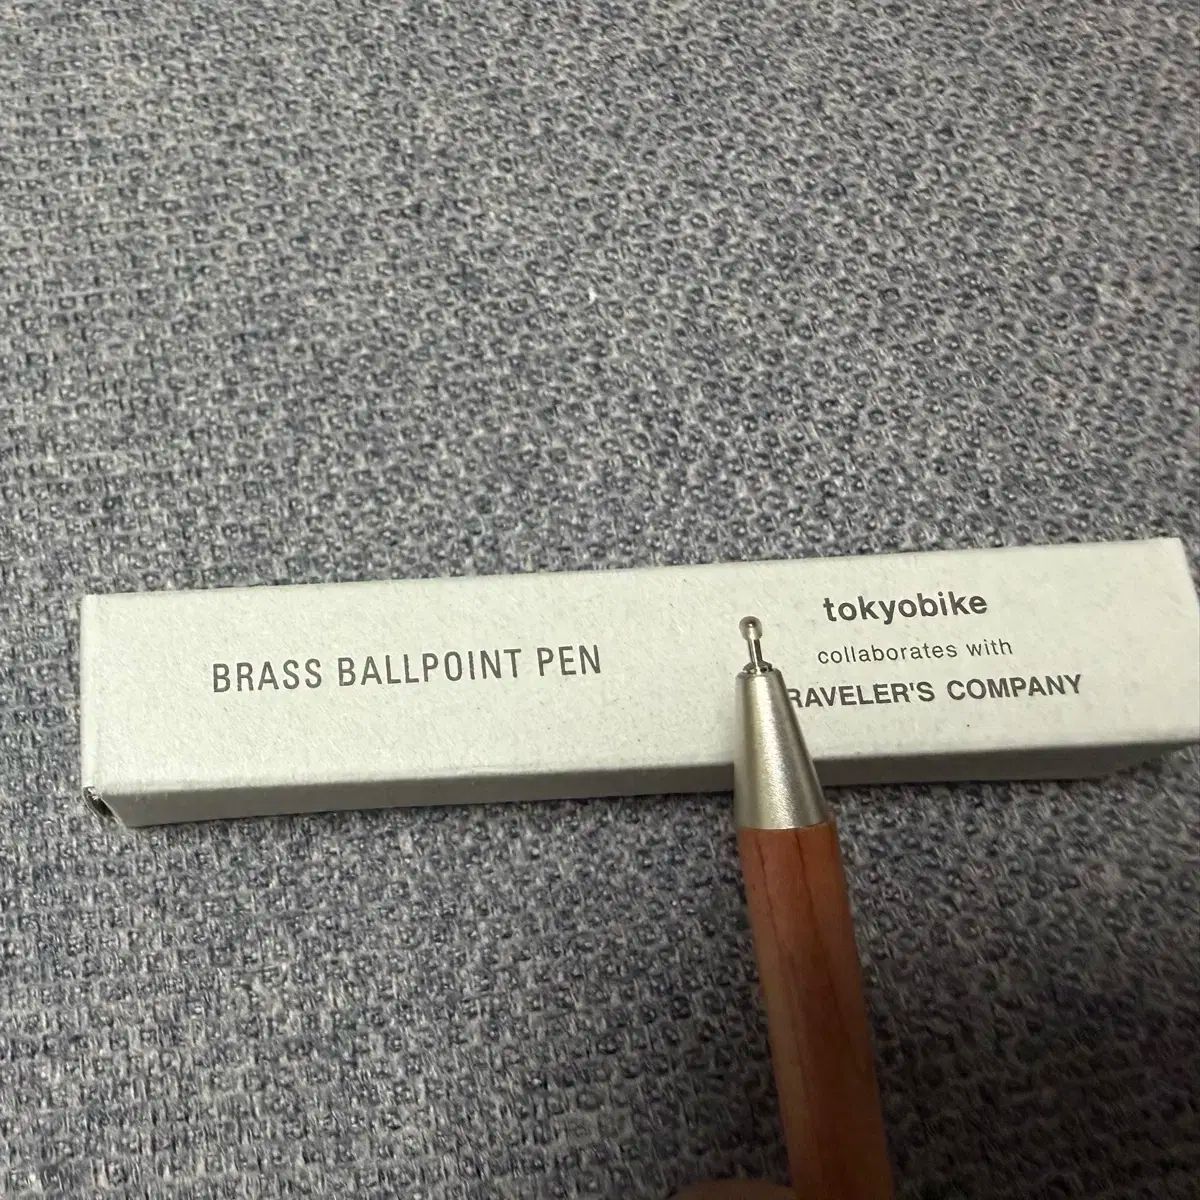 BRASS BALLPOINT PEN
tokyobike
collaborates with
RAVELER'S COMPANY